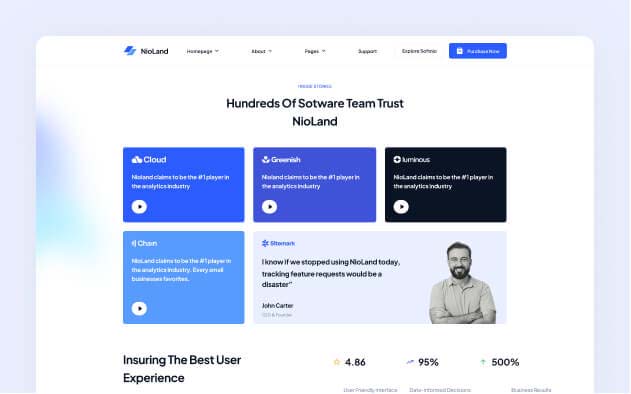 NioLand
Homepage
About
Pages
Support
Explore Softnio
Purchase Now
INSIDE STORIES
Hundreds Of Sotware Team Trust
NioLand
Cloud
Nioland claims to be the #1 player in
the analytics industry
Greenish
Nioland claims to be the #1 player in
the analytics industry
luminous
NioLand claims to be the #1 player in
the analytics industry
Chain
NioLand claims to be the #1 player in
the analytics industry. Every small
businesses favorites.
Sitemark
I know if we stopped using NioLand today,
tracking feature requests would be a
disaster"
John Carter
CEO & Founder
Insuring The Best User
Experience
4.86
95%
500%
User Friendly Interface
Data-Informed Decisions
Business Results